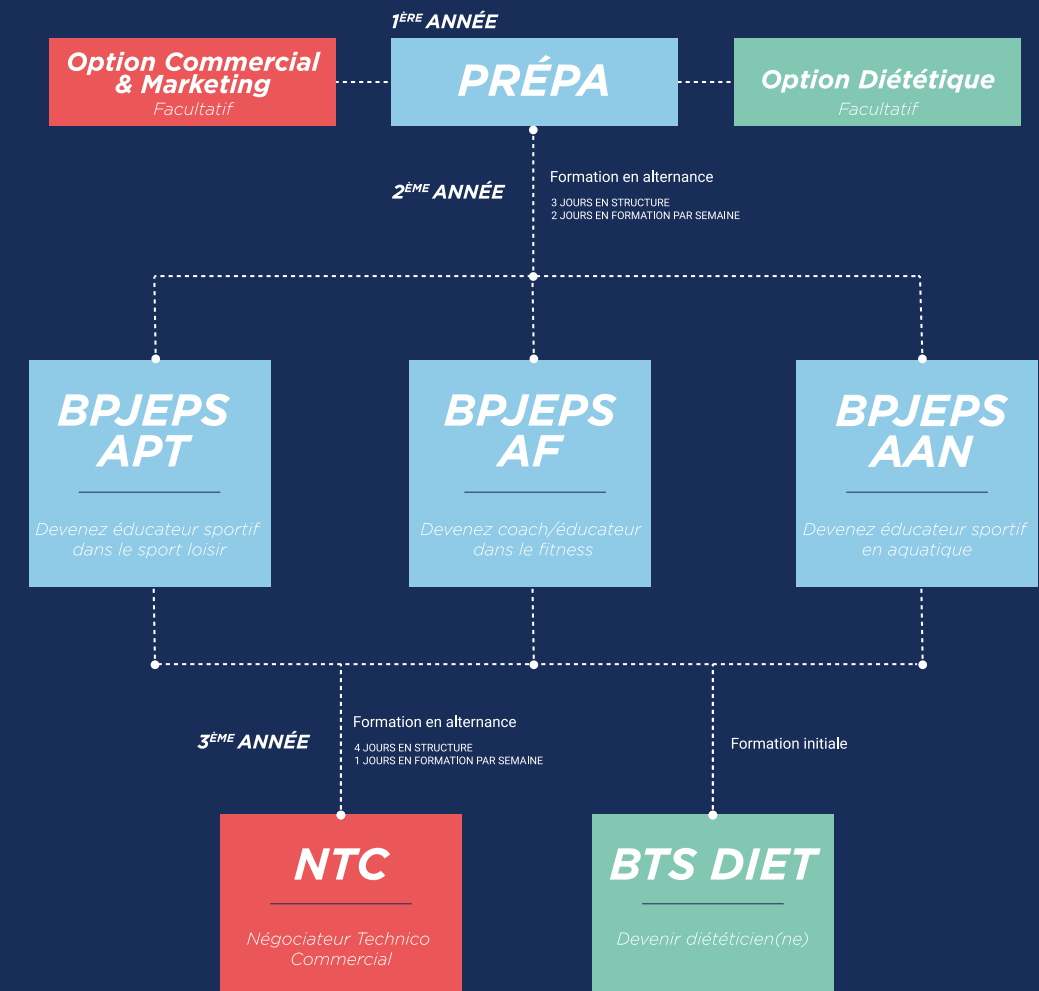 1ÈRE ANNÉE
Option Commercial
& Marketing
Facultatif
PRÉPA
Option Diététique
Facultatif
2ÈME ANNÉE
Formation en alternance
3 JOURS EN STRUCTURE
2 JOURS EN FORMATION PAR SEMAINE
BPJEPS
APT
Devenez éducateur sportif
dans le sport loisir
BPJEPS
AF
Devenez coach/éducateur
dans le fitness
BPJEPS
AAN
Devenez éducateur sportif
en aquatique
3ÈME ANNÉE
Formation en alternance
4 JOURS EN STRUCTURE
1 JOURS EN FORMATION PAR SEMAINE
Formation initiale
NTC
Négociateur Technico
Commercial
BTS DIET
Devenir diététicien(ne)